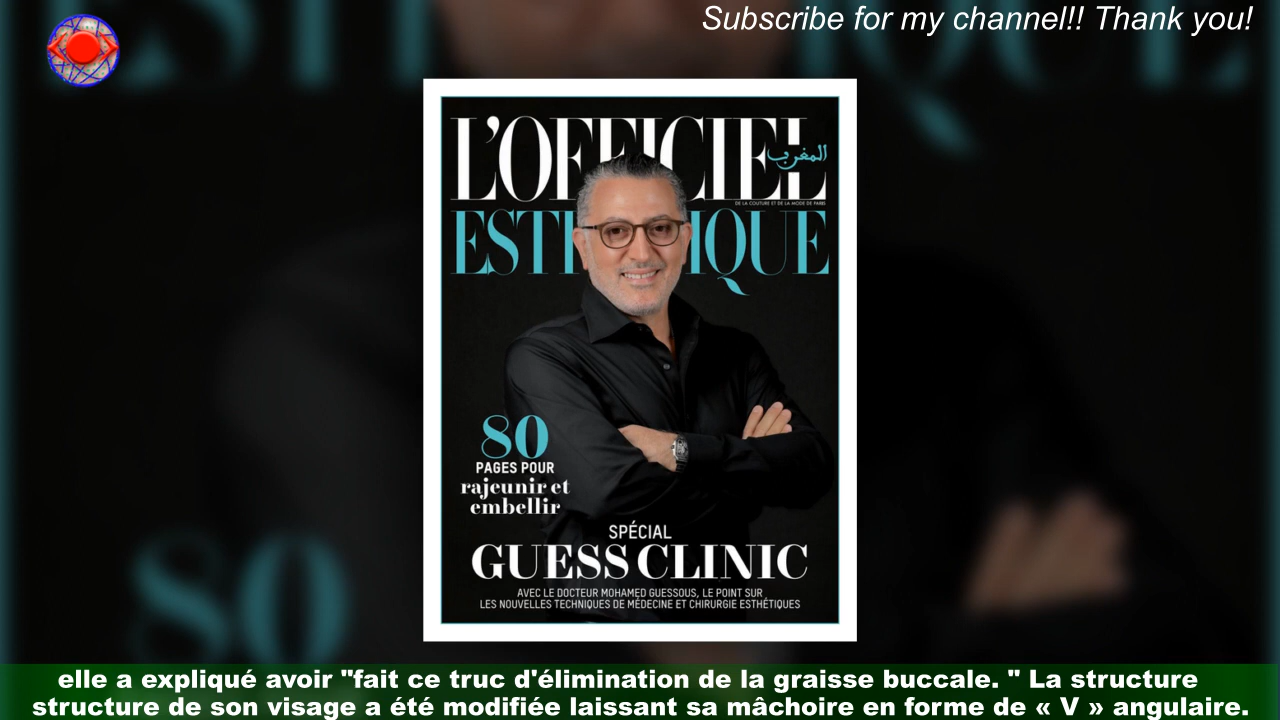 Subscribe for my channel!! Thank you!
L'OFFICIEL
المغرب
DE LA COUTURE ET DE LA MODE DE PARIS
ESTHÉTIQUE
80
PAGES POUR
rajeunir et
embellir
SPÉCIAL
GUESS CLINIC
AVEC LE DOCTEUR MOHAMED GUESSOUS, LE POINT SUR
LES NOUVELLES TECHNIQUES DE MÉDECINE ET CHIRURGIE ESTHÉTIQUES
elle a expliqué avoir "fait ce truc d'élimination de la graisse buccale. " La structure
structure de son visage a été modifiée laissant sa mâchoire en forme de « V » angulaire.